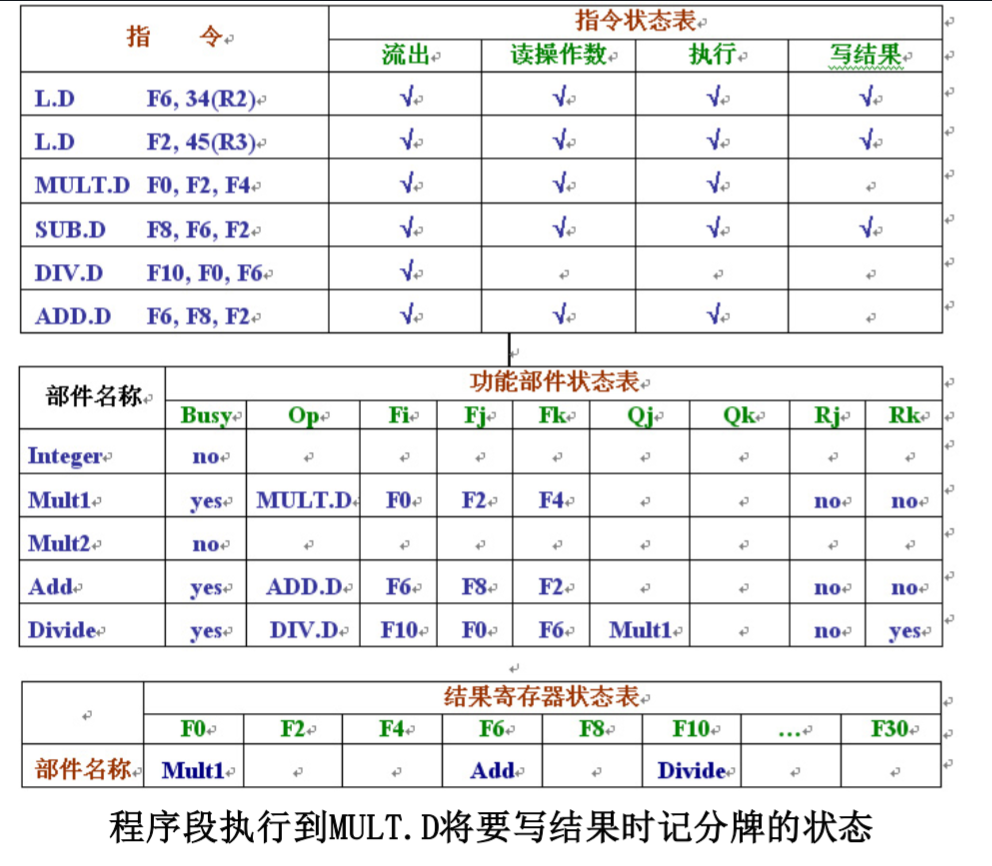 指 令 指令状态表
流出 读操作数 执行 写结果
L.D F6, 34(R2) √ √ √ √
L.D F2, 45(R3) √ √ √ √
MULT.D F0, F2, F4 √ √ √
SUB.D F8, F6, F2 √ √ √ √
DIV.D F10, F0, F6 √
ADD.D F6, F8, F2 √ √ √
部件名称 功能部件状态表
Busy Op Fi Fj Fk Qj Qk Rj Rk
Integer no
Mult1 yes MULT.D F0 F2 F4 no no
Mult2 no
Add yes ADD.D F6 F8 F2 no no
Divide yes DIV.D F10 F0 F6 Mult1 no yes
结果寄存器状态表
F0 F2 F4 F6 F8 F10 … F30
部件名称 Mult1 Add Divide
程序段执行到MULT.D将要写结果时记分牌的状态